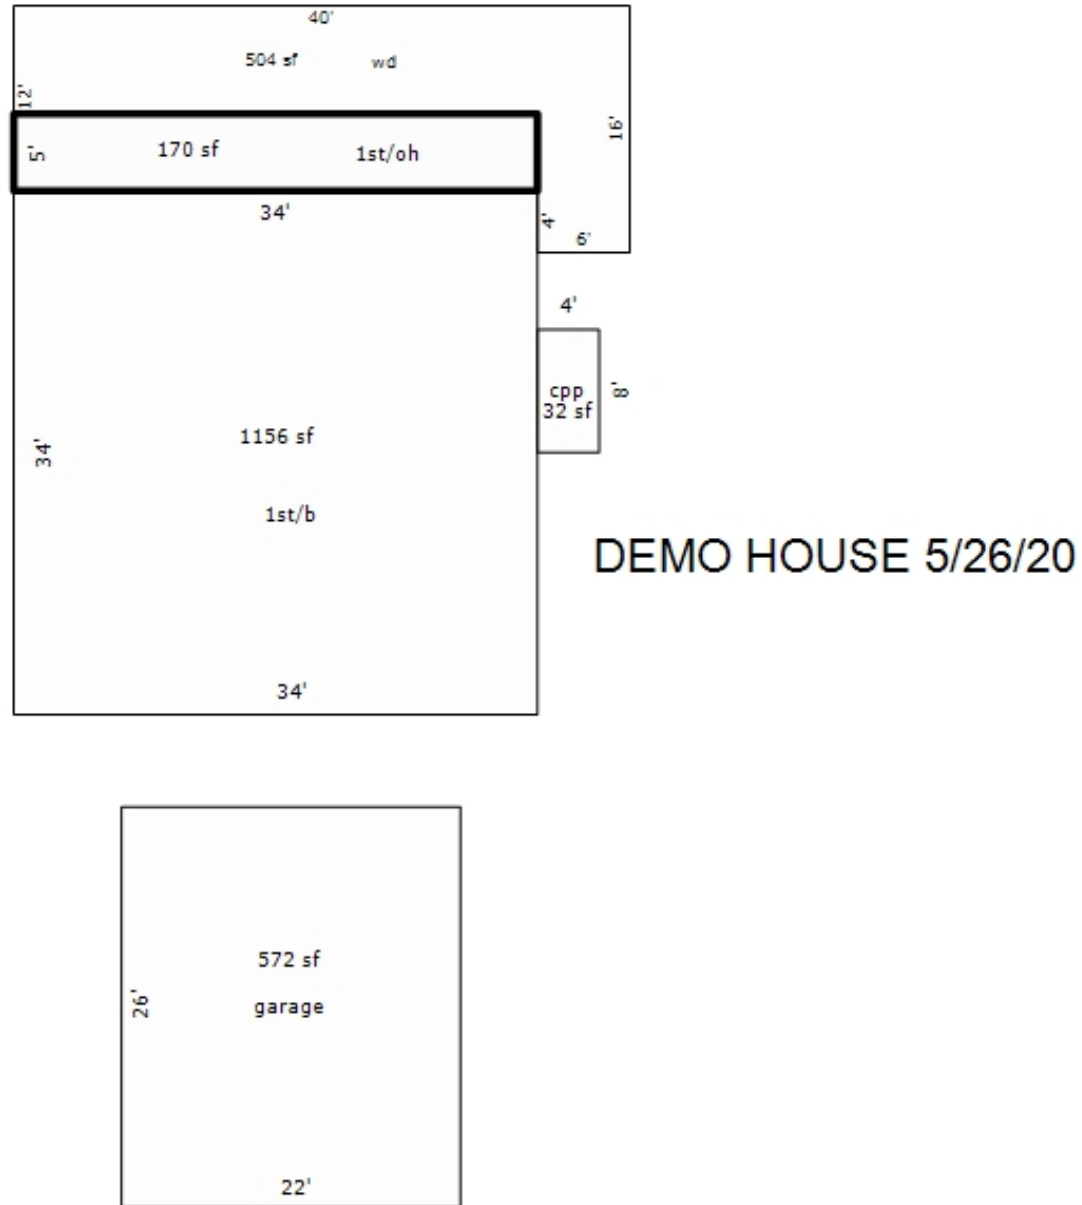 40'
504 sf wd
12'
16'
5'
170 sf 1st/oh
34'
4'
6'
4'
cpp
32 sf
8'
34'
1156 sf
1st/b
DEMO HOUSE 5/26/20
34'
572 sf
26'
garage
22'